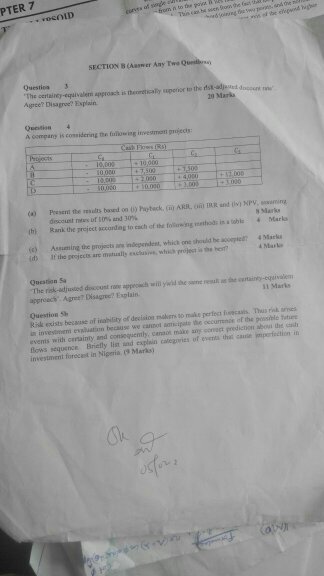 PTER 7
SECTION B (Answer Any Two Questions)
Question 3
"The certainty-equivalent approach is theoretically superior to the risk-adjusted discount rate".
Agree? Disagree? Explain. 20 Marks
Question 4
A company is considering the following investment projects:
Cash Flows (Rs)
Projects C₀ C₁ C₂ C₃
A - 10,000 + 10,000
B - 10,000 + 7,500 + 7,500
C - 10,000 + 2,000 + 4,000 + 12,000
D - 10,000 + 10,000 + 3,000 + 3,000
(a) Present the results based on (i) Payback, (ii) ARR, (iii) IRR and (iv) NPV, assuming
discount rates of 10% and 30% 8 Marks
(b) Rank the project according to each of the following methods in a table 4 Marks
(c) Assuming the projects are independent, which one should be accepted? 4 Marks
(d) If the projects are mutually exclusive, which project is the best? 4 Marks
Question 5a
"The risk-adjusted discount rate approach will yield the same result as the certainty-equivalent
approach". Agree? Disagree? Explain. 11 Marks
Question 5b
Risk exists because of inability of decision makers to make perfect forecasts. Thus risk arises
in investment evaluation because we cannot anticipate the occurrence of the possible future
events with certainty and consequently, cannot make any correct prediction about the cash
flows sequence. Briefly list and explain categories of events that cause imperfection in
investment forecast in Nigeria. (9 Marks)